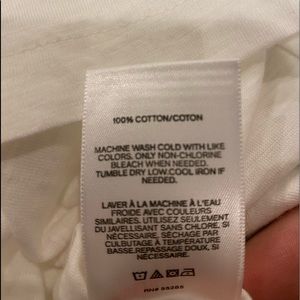 100% COTTON/COTON
MACHINE WASH COLD WITH LIKE
COLORS. ONLY NON-CHLORINE
BLEACH WHEN NEEDED.
TUMBLE DRY LOW.COOL IRON IF
NEEDED.
LAVER À LA MACHINE À L'EAU
FROIDE AVEC COULEURS
SIMILAIRES. UTILISEZ SEULEMENT
DU JAVELLISANT SANS CHLORE, SI
NÉCESSAIRE. SÉCHAGE PAR
CULBUTAGE À TEMPÉRATURE
BASSE.REPASSAGE DOUX, SI
NÉCESSAIRE.
RN#